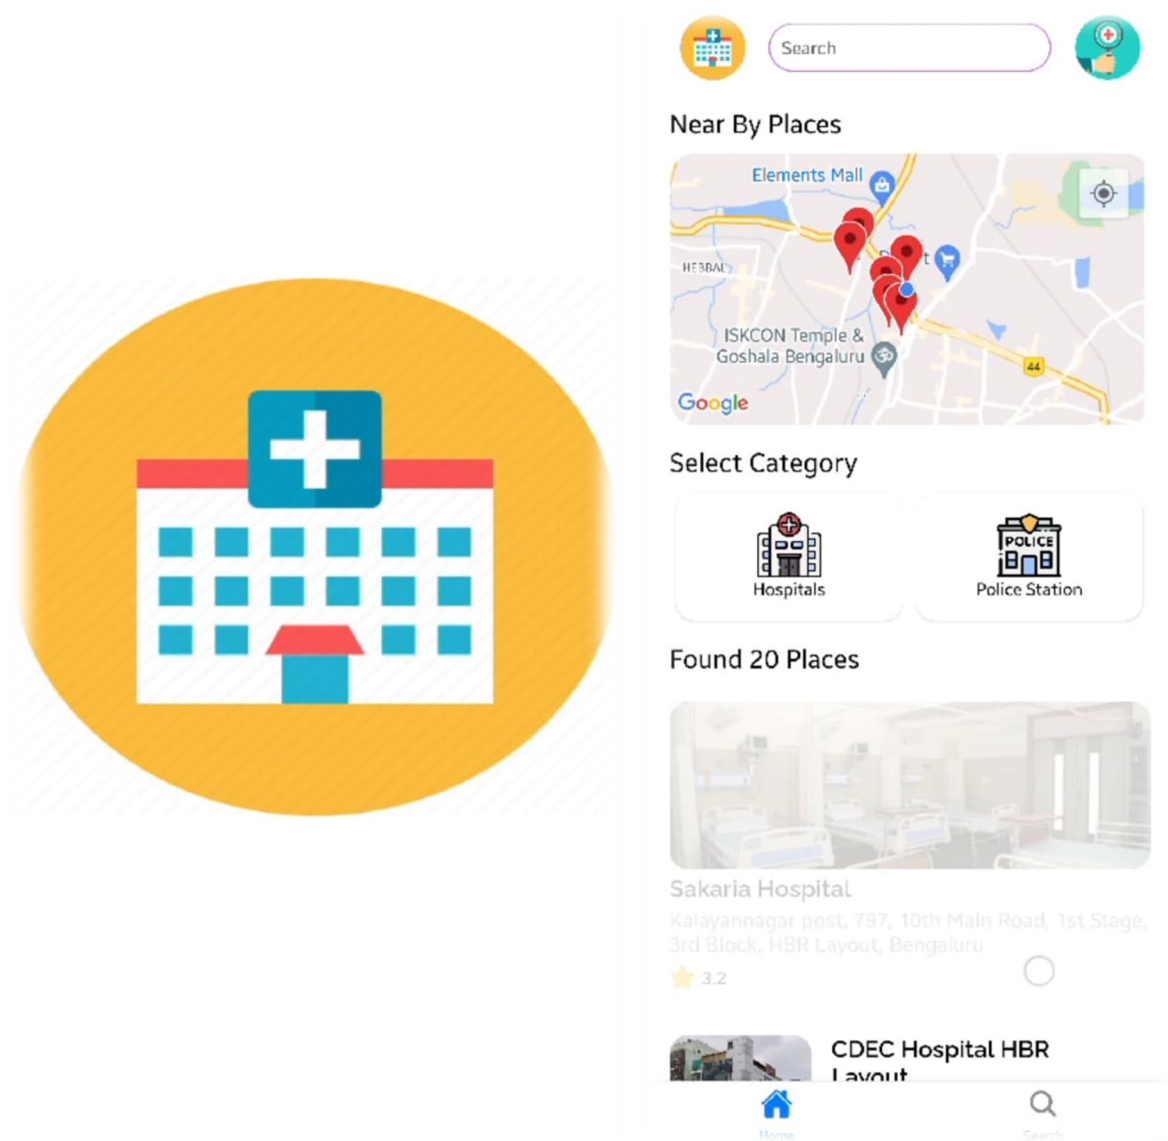 Search
Near By Places
Elements Mall
HEBBAL
ISKCON Temple &
Goshala Bengaluru
44
Google
Select Category
POLICE
Hospitals
Police Station
Found 20 Places
Sakaria Hospital
Kalayannagar post, 797, 10th Main Road, 1st Stage,
3rd Block, HBR Layout, Bengaluru
3.2
CDEC Hospital HBR
Layout
Home
Search